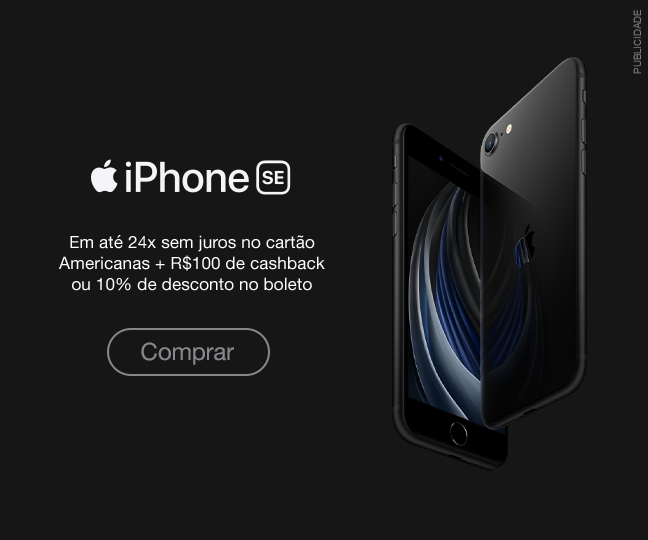 PUBLICIDADE
iPhone SE
Em até 24x sem juros no cartão
Americanas + R$100 de cashback
ou 10% de desconto no boleto
Comprar